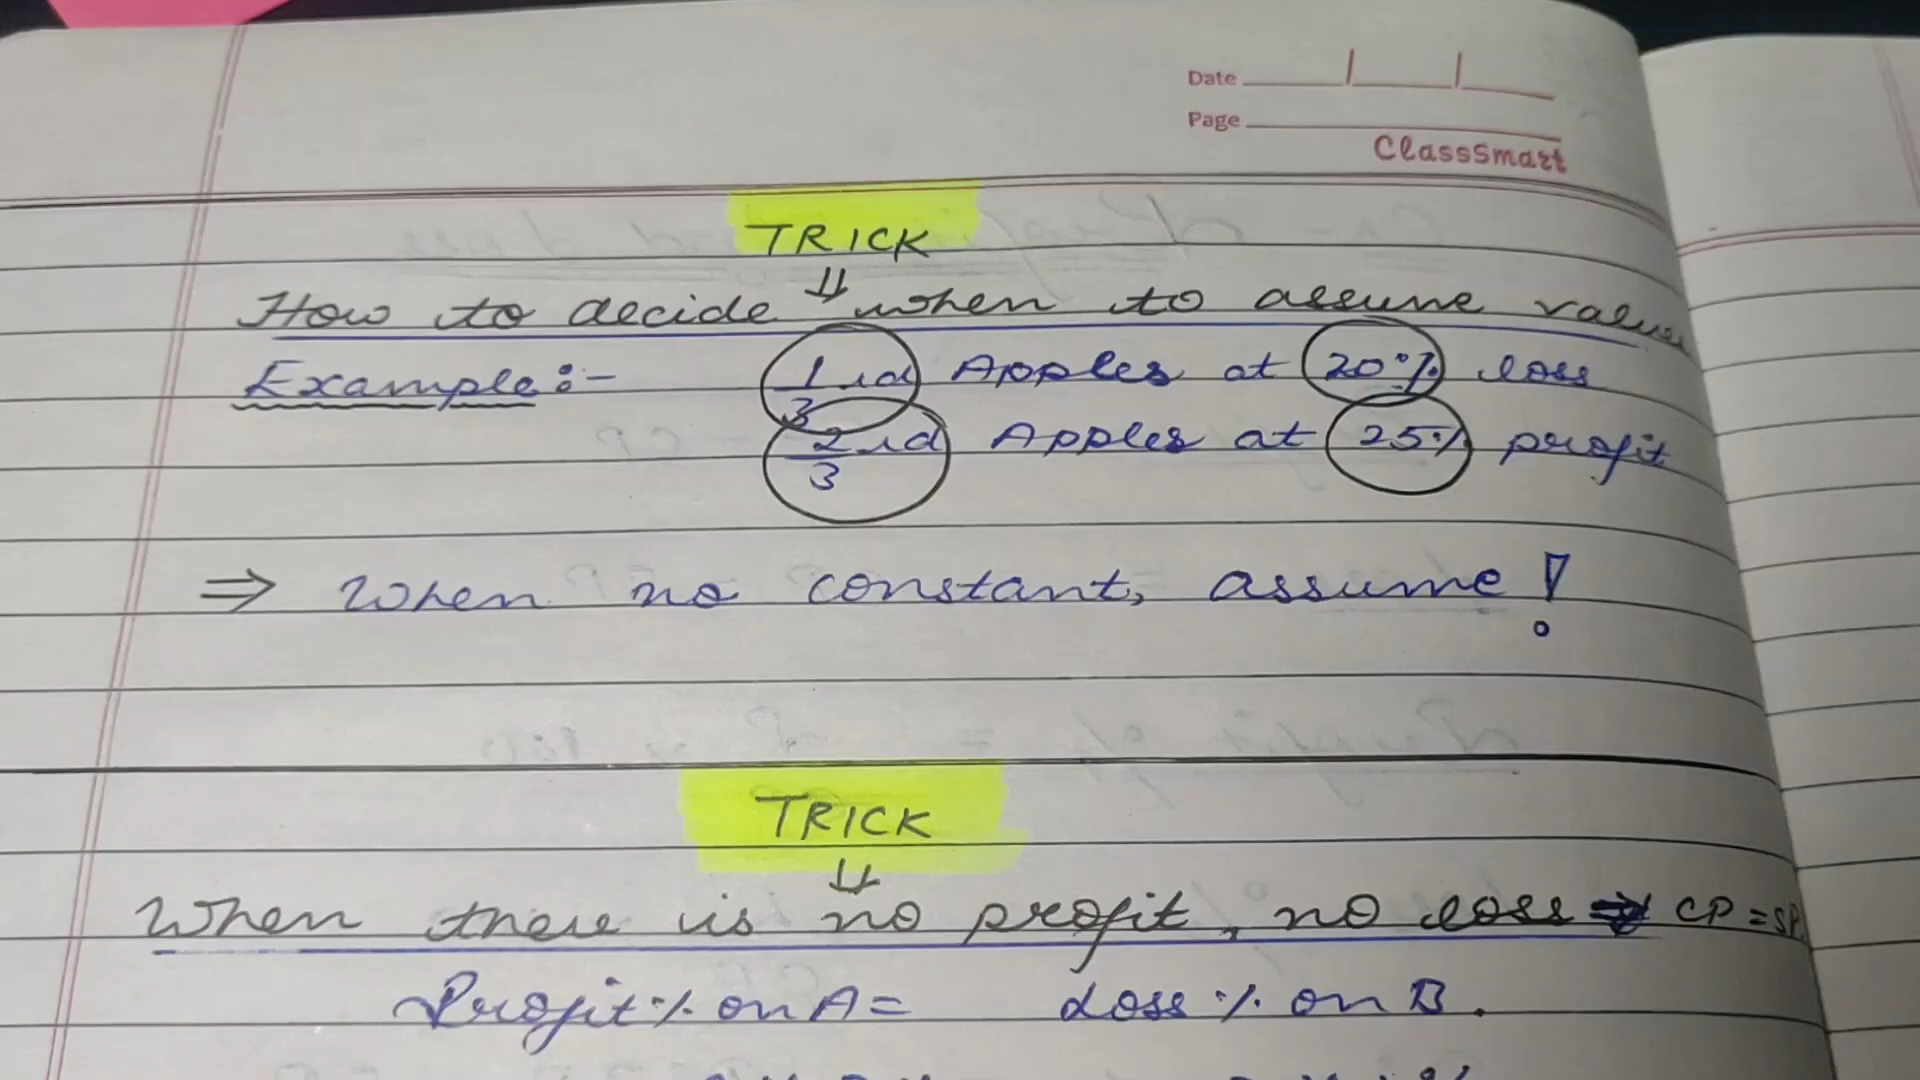 Date
Page
ClassSmart
TRICK
⇓
How to decide when to assume values
Example:- 1/3 rd Apples at 20% loss
2/3 rd Apples at 25% profit
⇒ When no constant, assume!
TRICK
⇓
When there is no profit, no loss → CP = SP.
Profit % on A = Loss % on B.